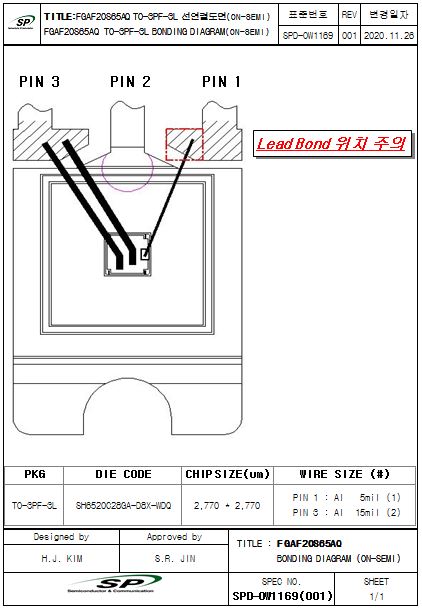 SP
Semiconductor & Communication
TITLE:FGAF20S65AQ TO-3PF-3L 선연결도면(ON-SEMI)
FGAF20S65AQ TO-3PF-3L BONDING DIAGRAM(ON-SEMI)
표준번호 REV 변경일자
SPD-OW1169 001 2020.11.26
PIN 3 PIN 2 PIN 1
Lead Bond 위치 주의
PKG DIE CODE CHIP SIZE(um) WIRE SIZE (#)
TO-3PF-3L SH6520C28GA-D8X-WDQ 2,770 * 2,770
PIN 1 : Al 5mil (1)
PIN 3 : Al 15mil (2)
Designed by Approved by
H.J. KIM S.R. JIN
TITLE : FGAF20S65AQ
BONDING DIAGRAM (ON-SEMI)
SP
Semiconductor & Communication
SPEC NO. SHEET
SPD-OW1169(001) 1/1